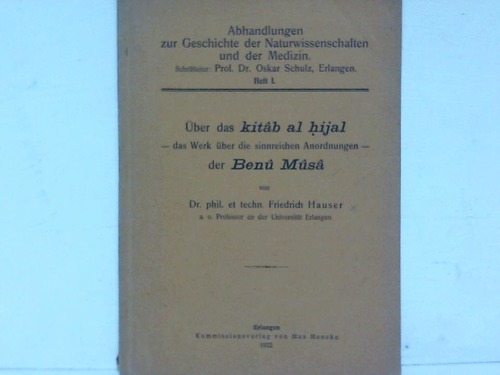 Abhandlungen
zur Geschichte der Naturwissenschaften
und der Medizin.
Schriftleiter: Prof. Dr. Oskar Schulz, Erlangen.
Heft I.
Über das kitâb al ḥijal
— das Werk über die sinnreichen Anordnungen —
der Benû Mûsâ
von
Dr. phil. et techn. Friedrich Hauser
a. o. Professor an der Universität Erlangen
Erlangen
Kommissionsverlag von Max Mencke
1922